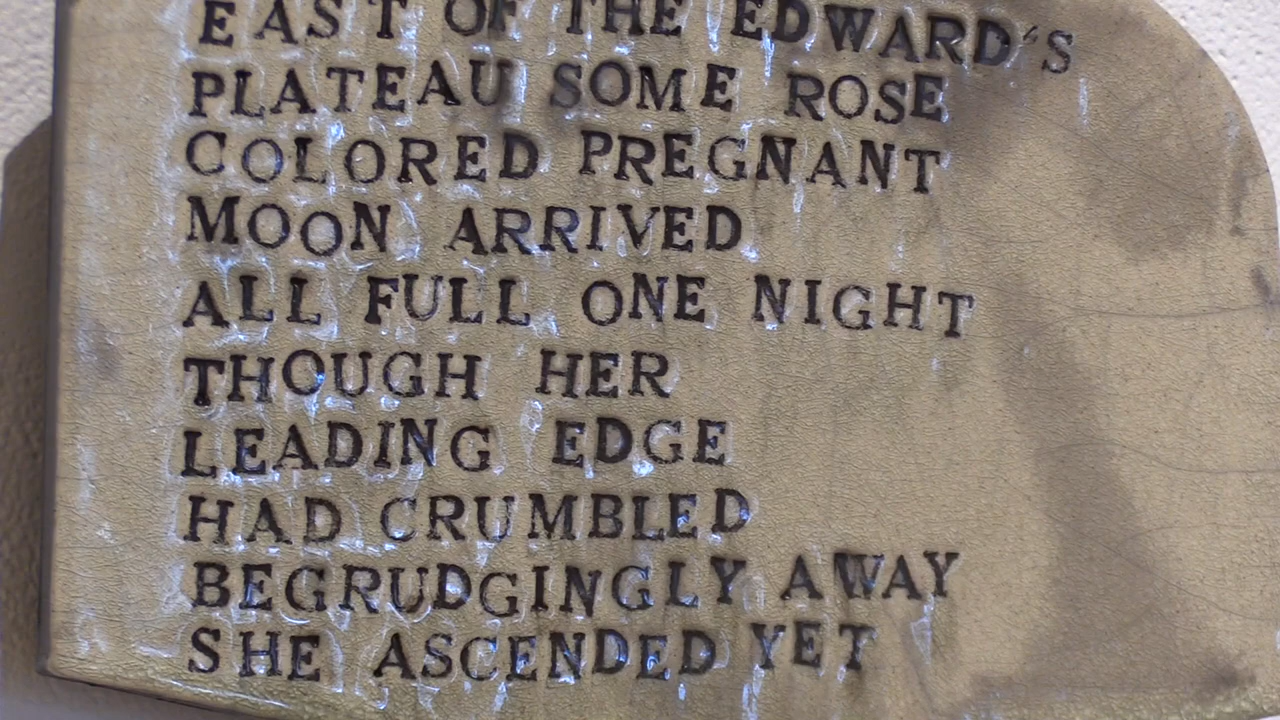 EAST OF THE EDWARD'S
PLATEAU SOME ROSE
COLORED PREGNANT
MOON ARRIVED
ALL FULL ONE NIGHT
THOUGH HER
LEADING EDGE
HAD CRUMBLED
BEGRUDGINGLY AWAY
SHE ASCENDED YET